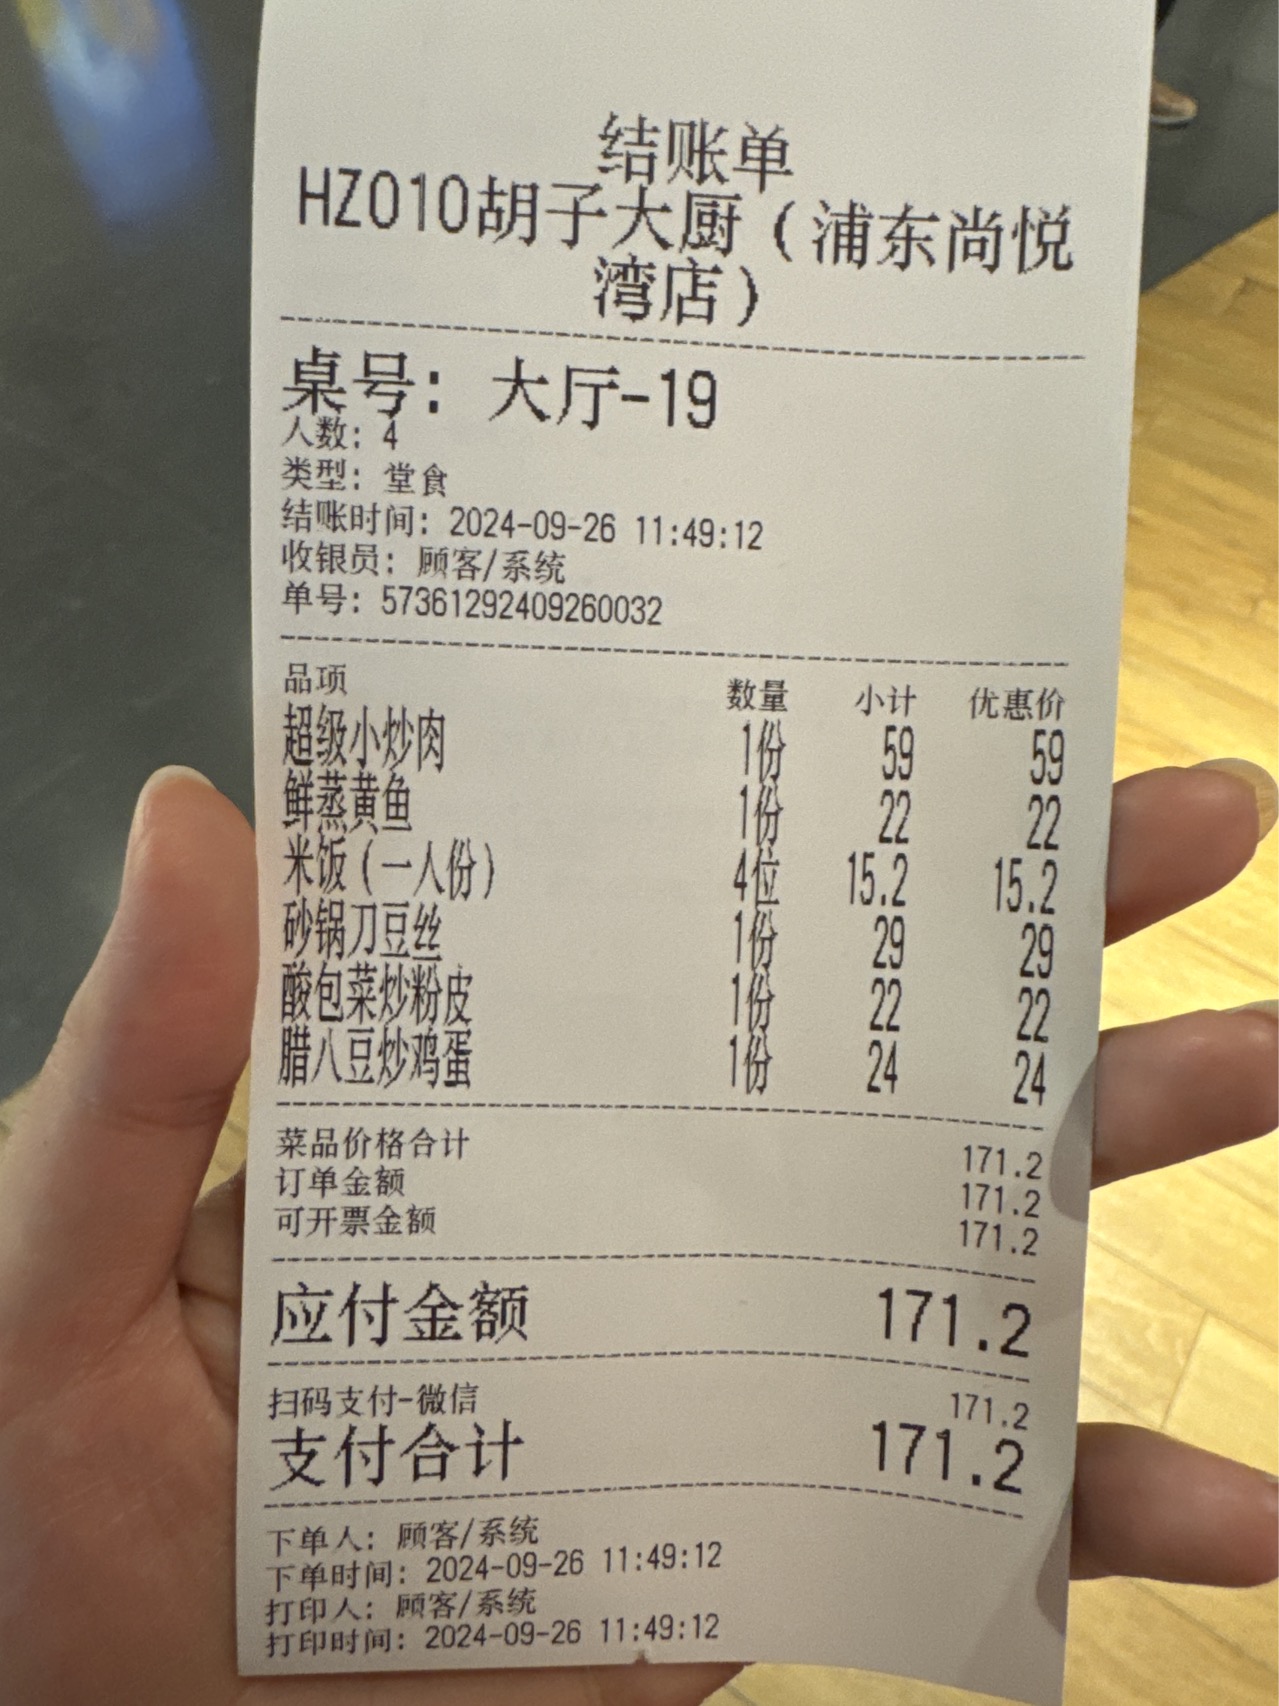 结账单
HZ010胡子大厨（浦东尚悦
湾店）
桌号：大厅-19
人数：4
类型：堂食
结账时间：2024-09-26 11:49:12
收银员：顾客/系统
单号：57361292409260032
品项 数量 小计 优惠价
超级小炒肉 1份 59 59
鲜蒸黄鱼 1份 22 22
米饭（一人份） 4位 15.2 15.2
砂锅刀豆丝 1份 29 29
酸包菜炒粉皮 1份 22 22
腊八豆炒鸡蛋 1份 24 24
菜品价格合计 171.2
订单金额 171.2
可开票金额 171.2
应付金额 171.2
扫码支付-微信 171.2
支付合计 171.2
下单人：顾客/系统
下单时间：2024-09-26 11:49:12
打印人：顾客/系统
打印时间：2024-09-26 11:49:12